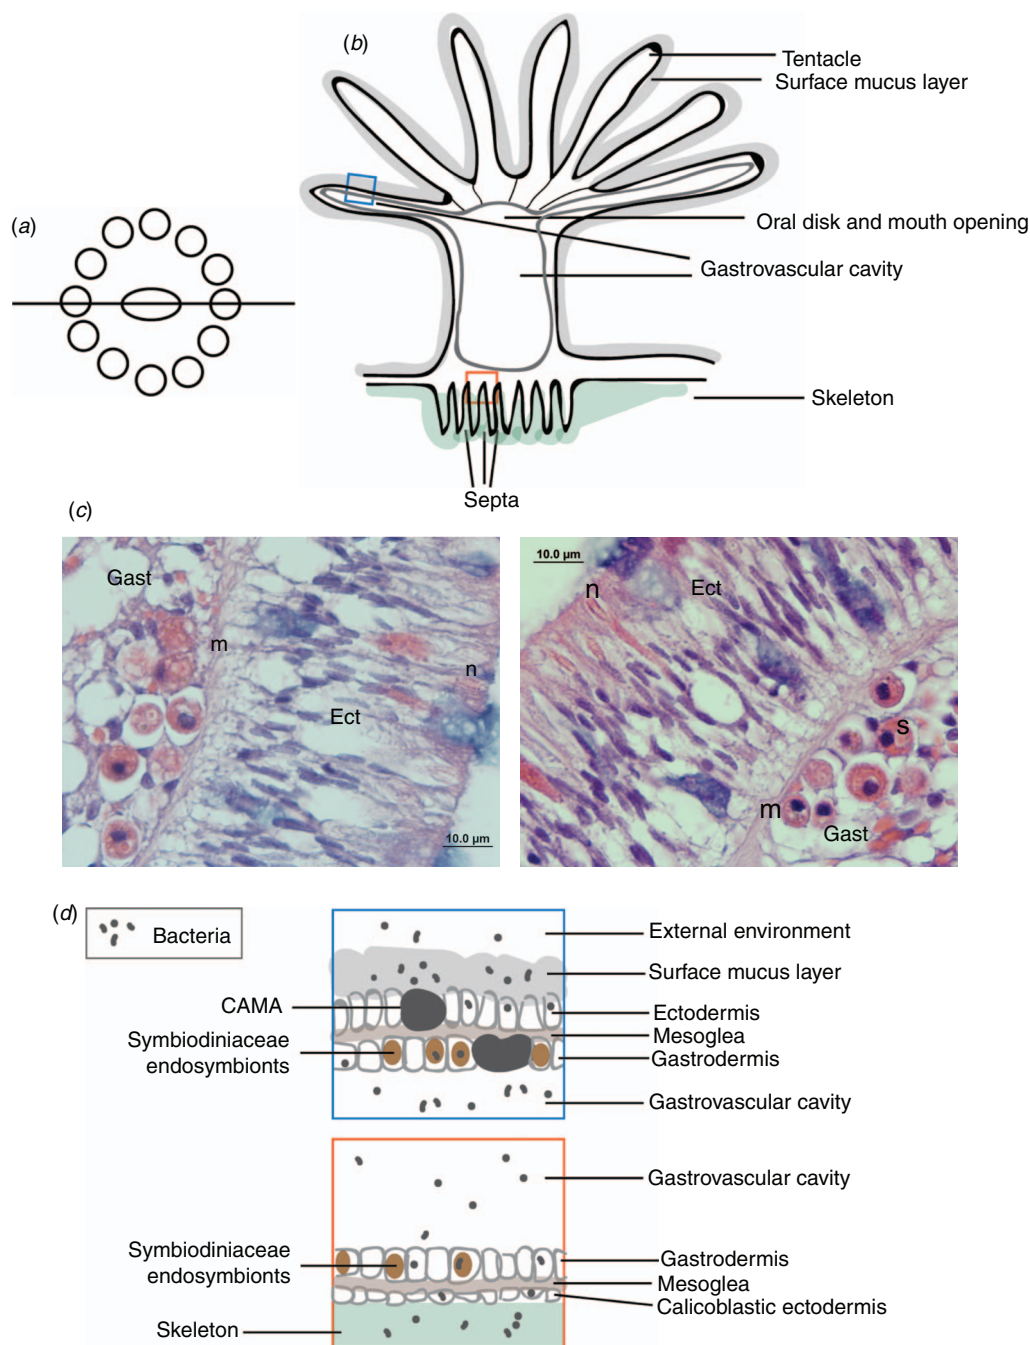 (a)
(b)
Tentacle
Surface mucus layer
Oral disk and mouth opening
Gastrovascular cavity
Skeleton
Septa
(c)
Gast
m
n
Ect
10.0 µm
10.0 µm
n
Ect
s
m
Gast
(d)
Bacteria
External environment
Surface mucus layer
CAMA
Ectodermis
Mesoglea
Symbiodiniaceae
endosymbionts
Gastrodermis
Gastrovascular cavity
Gastrovascular cavity
Symbiodiniaceae
endosymbionts
Gastrodermis
Mesoglea
Calicoblastic ectodermis
Skeleton